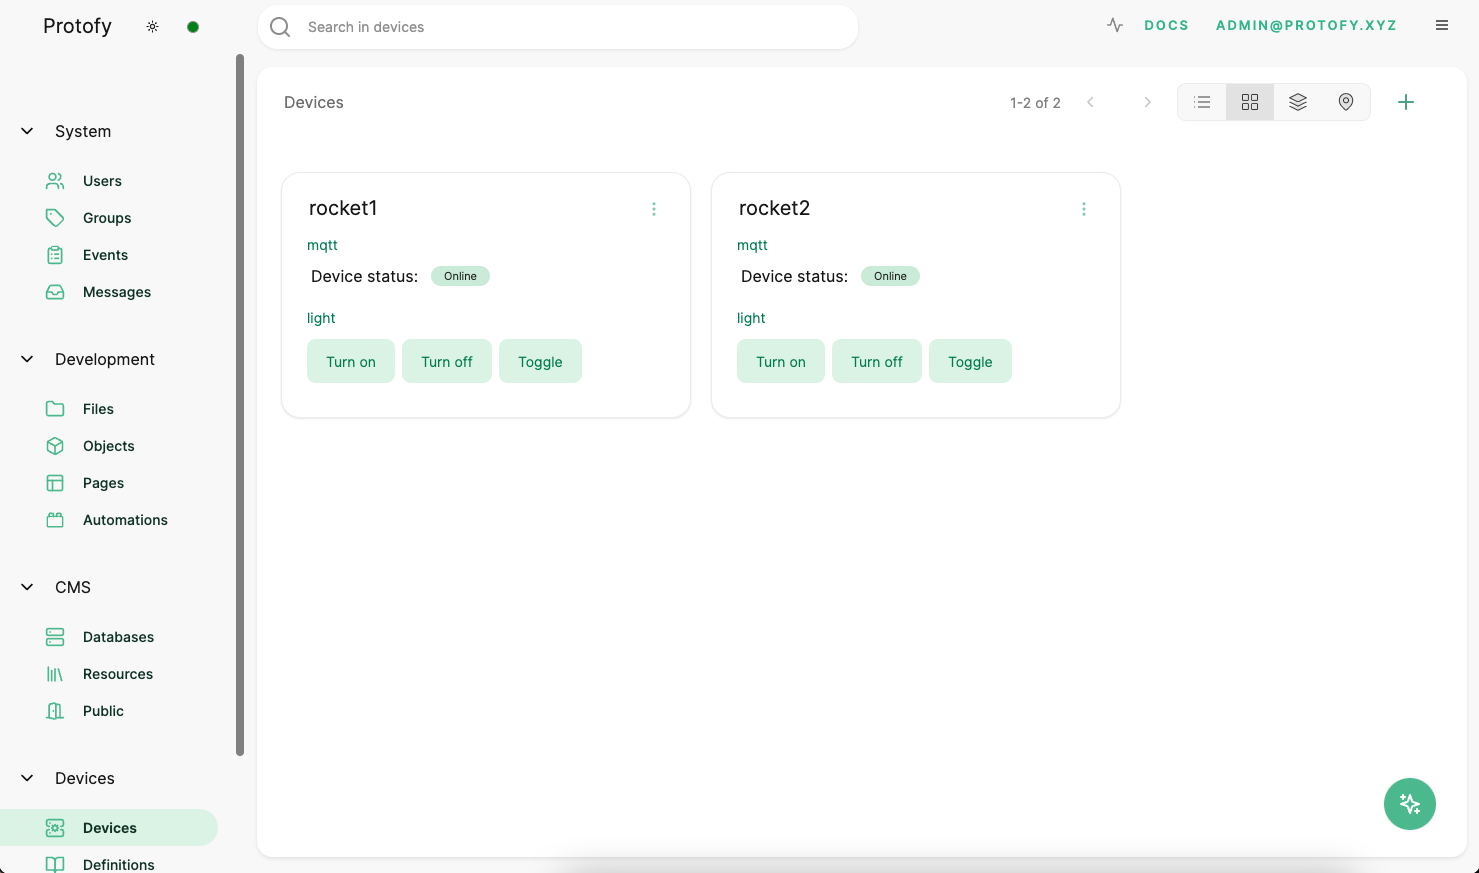 Protofy
Search in devices
DOCS
ADMIN@PROTOFY.XYZ
System
Users
Groups
Events
Messages
Development
Files
Objects
Pages
Automations
CMS
Databases
Resources
Public
Devices
Devices
Definitions
Devices
1-2 of 2
rocket1
mqtt
Device status: Online
light
Turn on Turn off Toggle
rocket2
mqtt
Device status: Online
light
Turn on Turn off Toggle